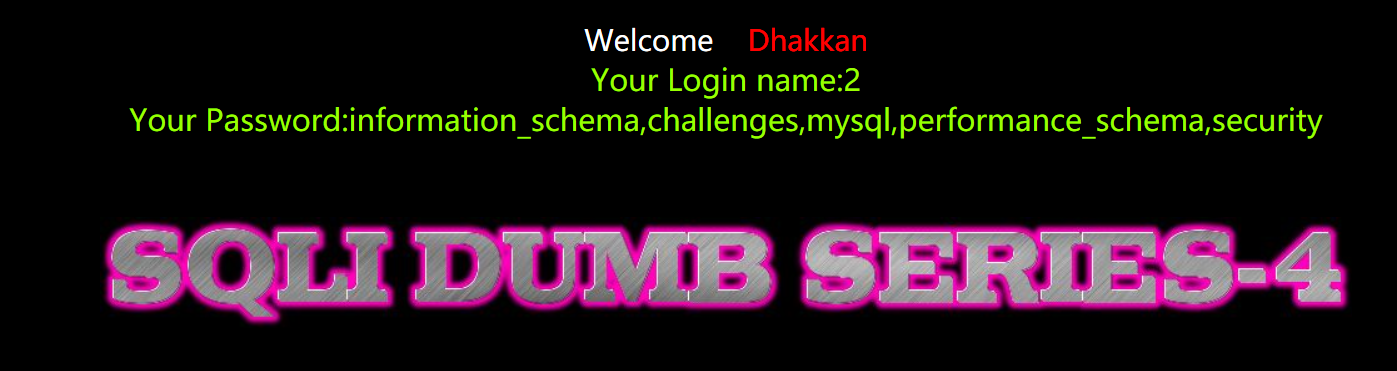 Welcome Dhakkan
Your Login name:2
Your Password:information_schema,challenges,mysql,performance_schema,security
SQLI DUMB SERIES-4